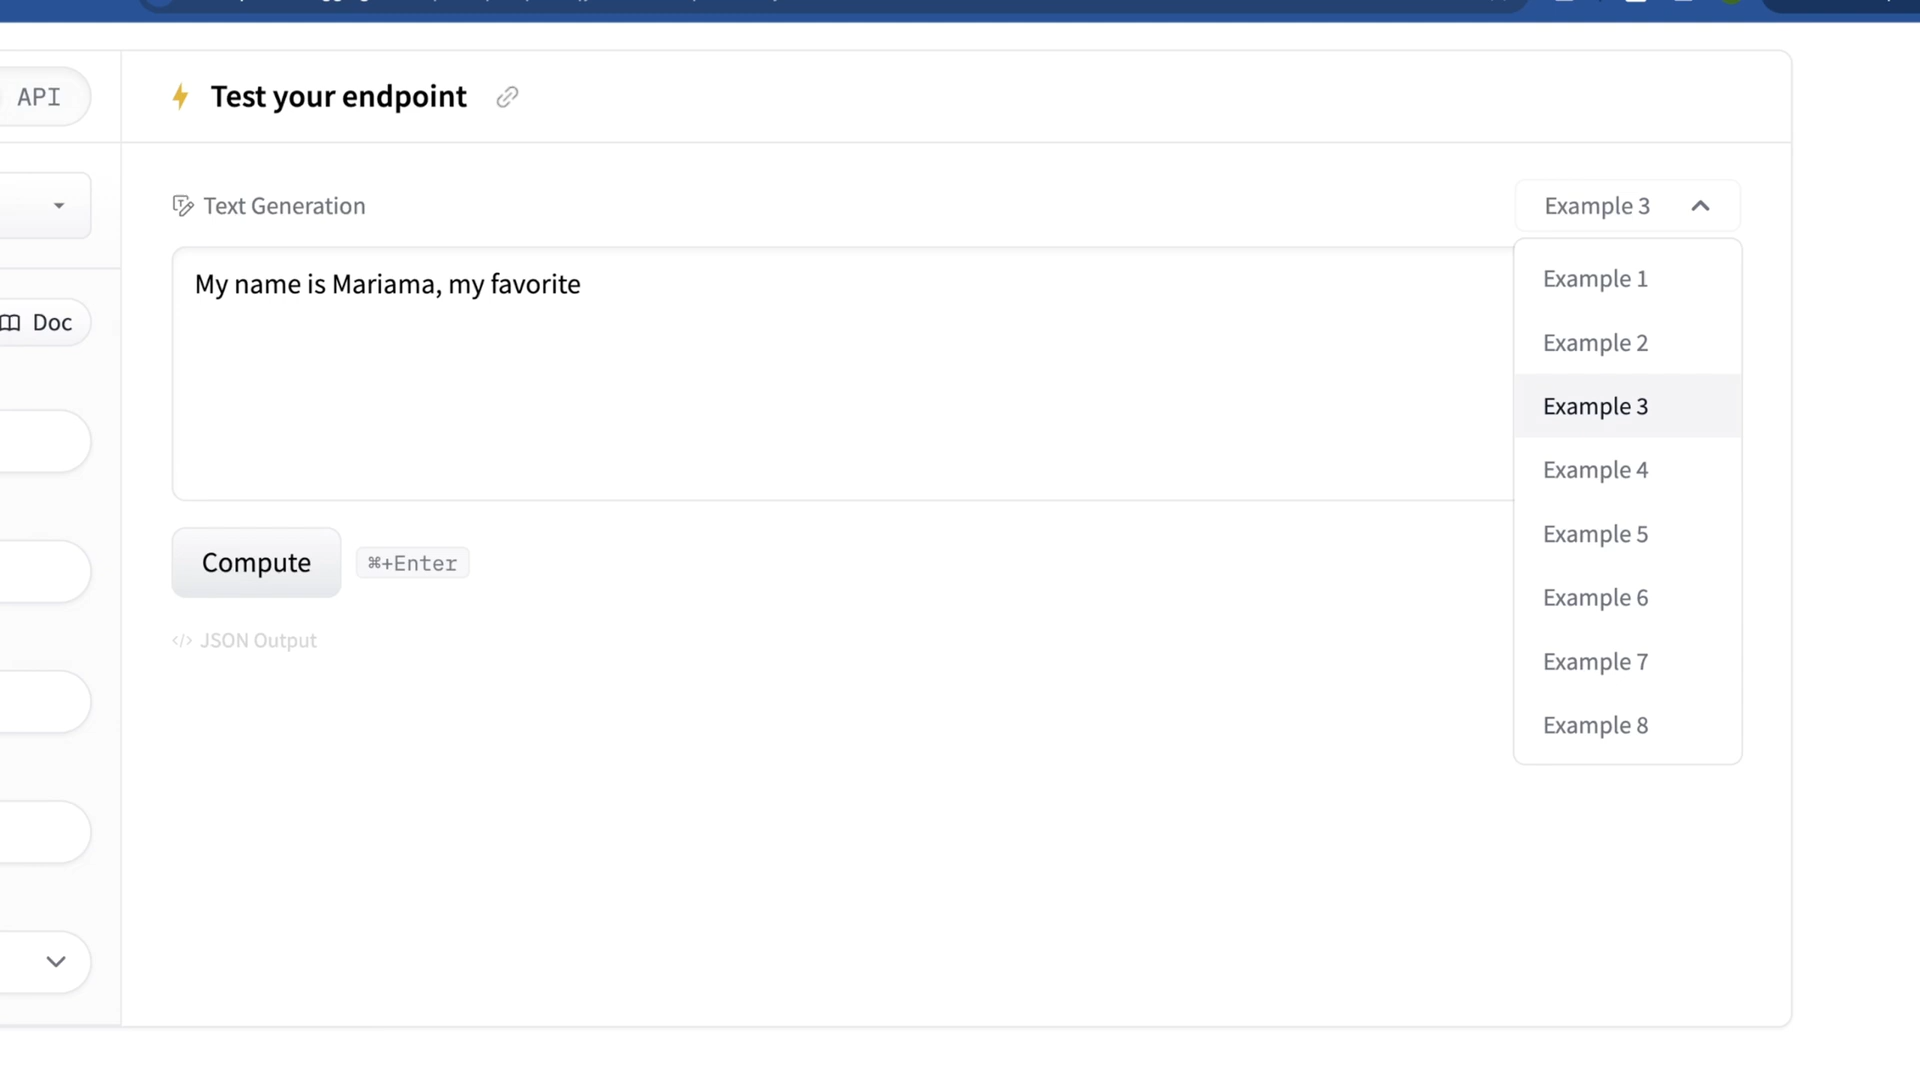 API
Test your endpoint
Text Generation
Example 3
My name is Mariama, my favorite
Example 1
Example 2
Example 3
Example 4
Example 5
Example 6
Example 7
Example 8
Doc
Compute
⌘+Enter
</> JSON Output